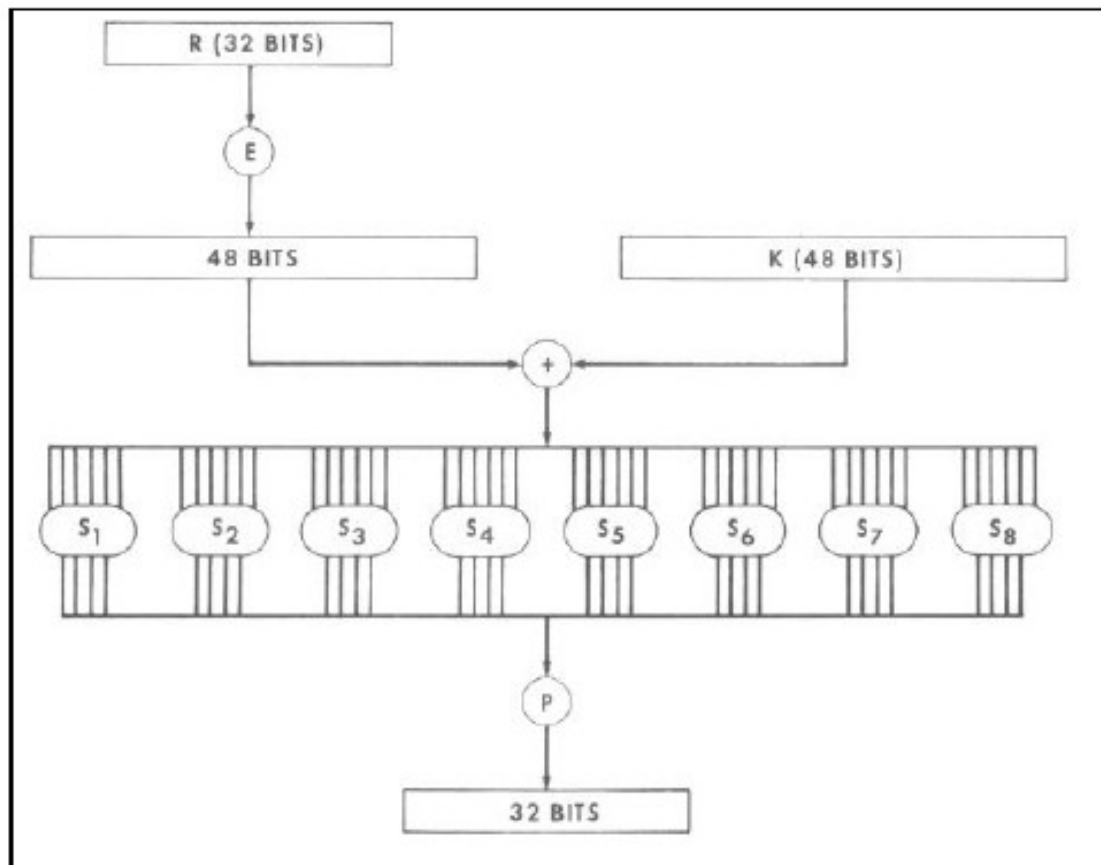 R (32 BITS)
E
48 BITS
K (48 BITS)
+
S1 S2 S3 S4 S5 S6 S7 S8
P
32 BITS